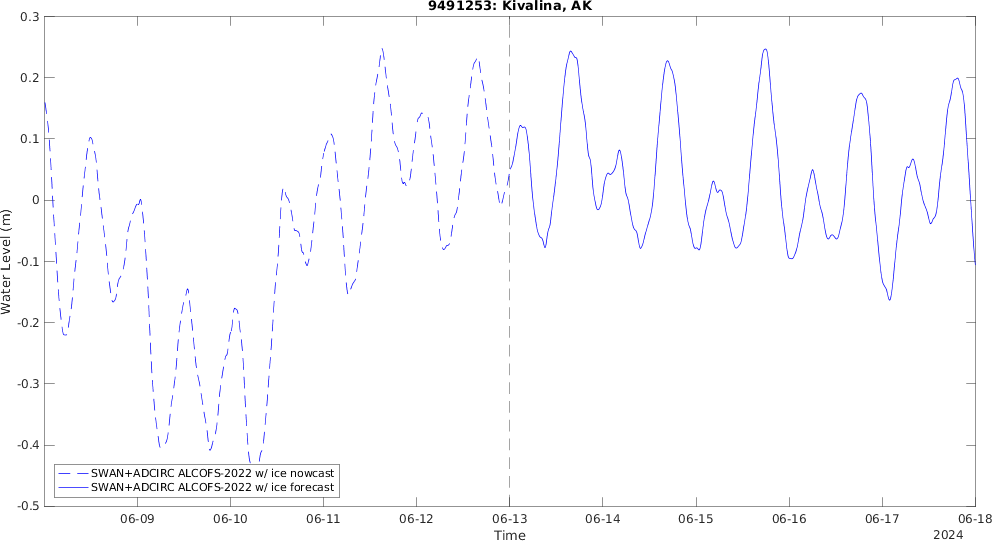 9491253: Kivalina, AK
0.3
0.2
0.1
0
-0.1
-0.2
-0.3
-0.4
-0.5
Water Level (m)
SWAN+ADCIRC ALCOFS-2022 w/ ice nowcast
SWAN+ADCIRC ALCOFS-2022 w/ ice forecast
06-09 06-10 06-11 06-12 06-13 06-14 06-15 06-16 06-17 06-18
Time
2024